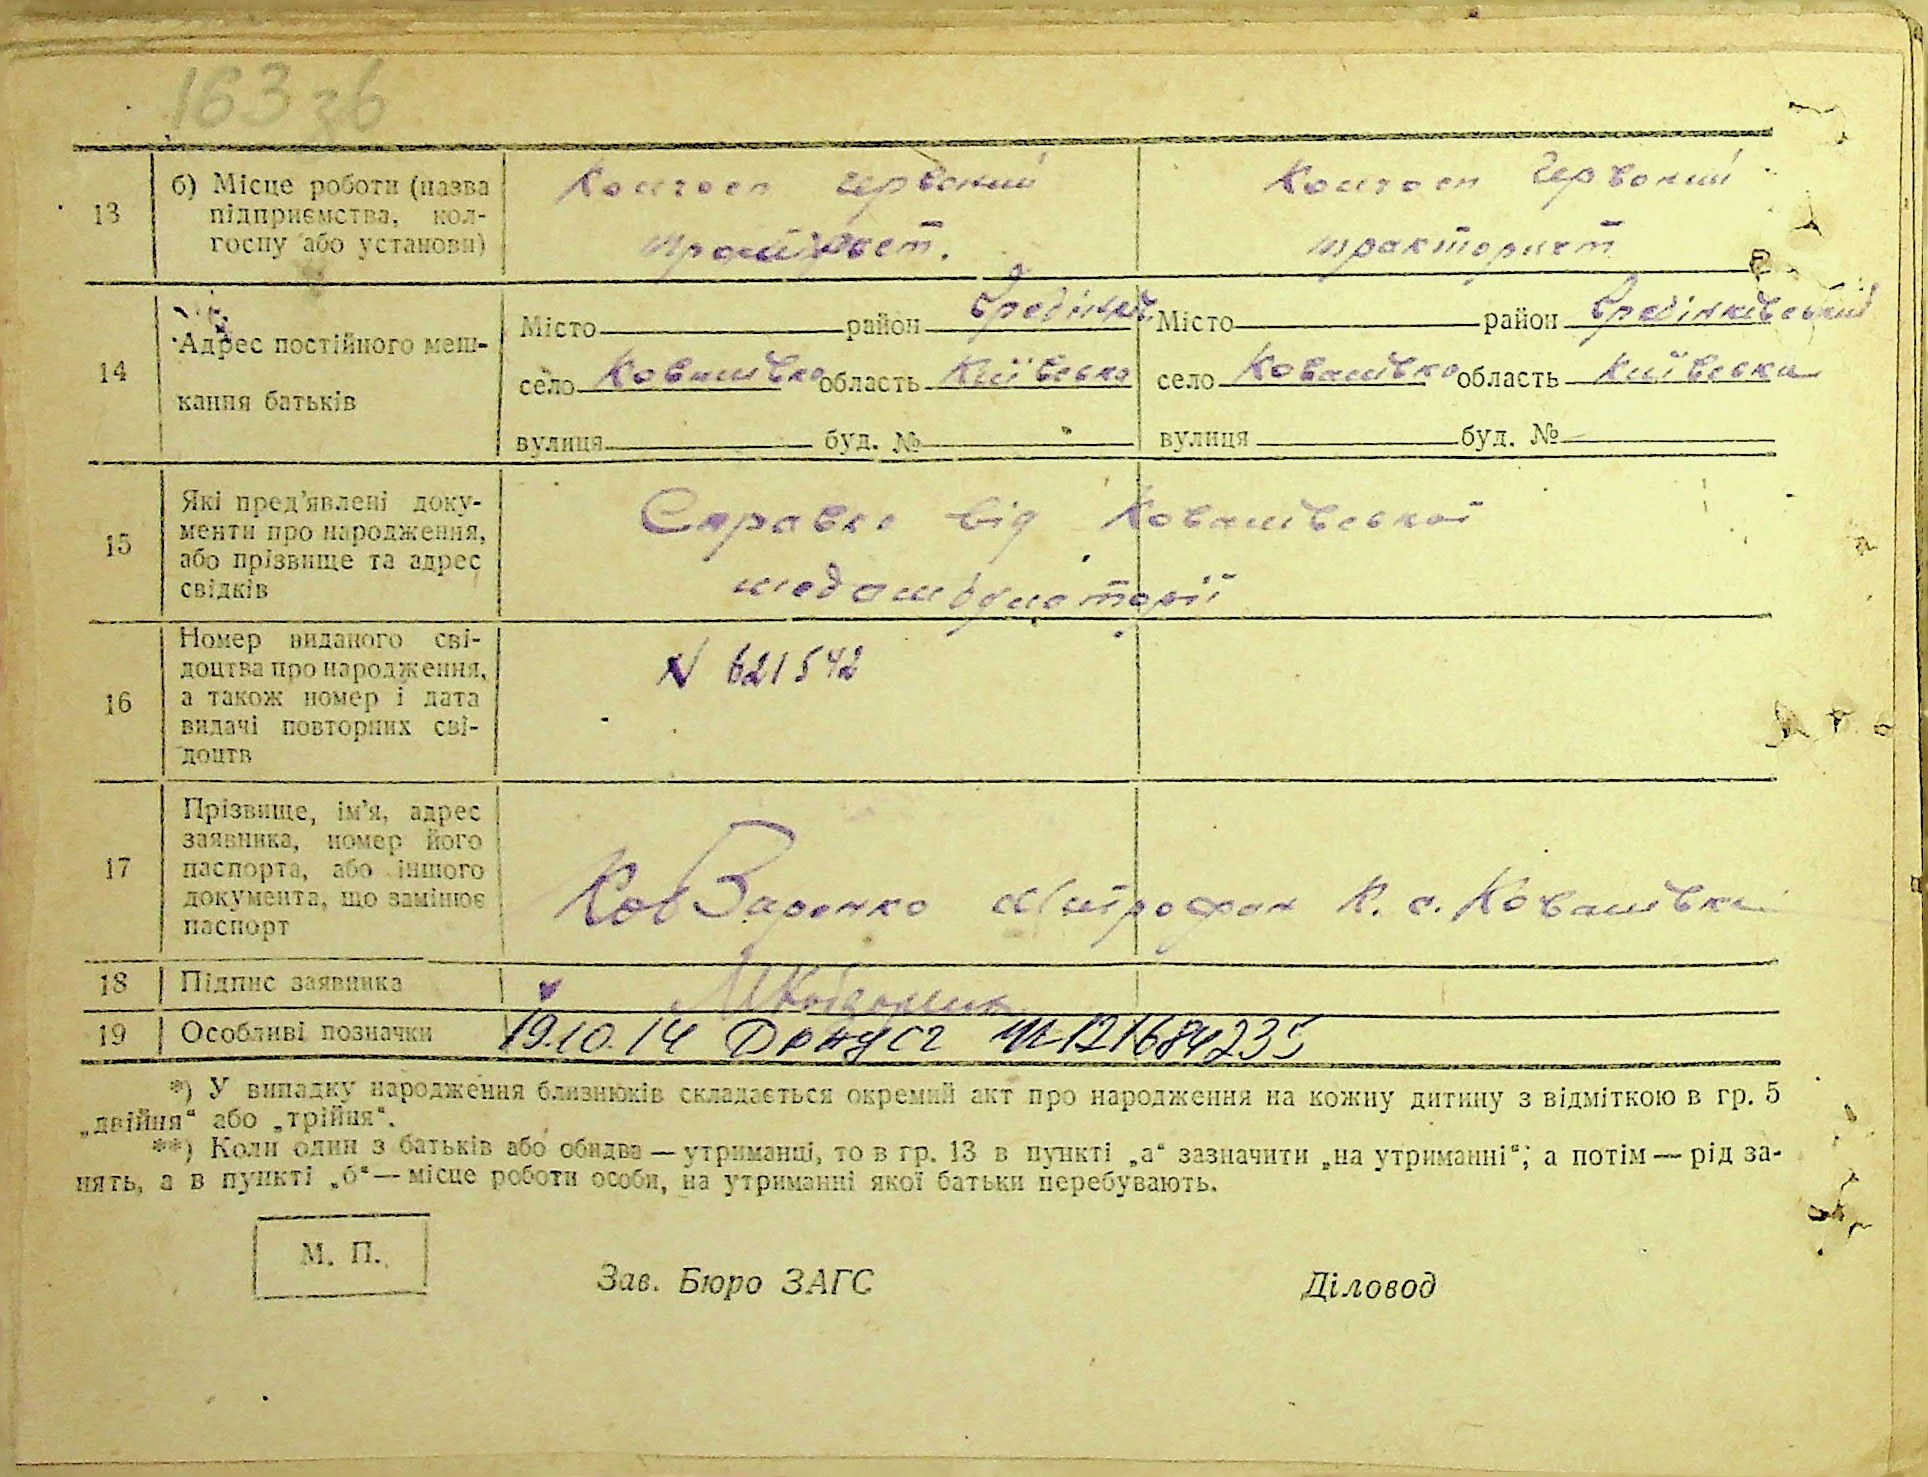 163 зв
13
б) Місце роботи (назва
підприємства, кол-
госпу або установи)
Колгосп Червоний
тракторист.
Колгосп Червоний
тракторист
14
Адрес постійного меш-
кання батьків
Місто район Гребінків.
село Ковалівка область Київська
вулиця буд. №
Місто район Гребінківський
село Ковалівка область Київська
вулиця буд. №
15
Які пред'явлені доку-
менти про народження,
або прізвище та адрес
свідків
Справка від Ковалівської
медамбулаторії
16
Номер виданого сві-
доцтва про народження,
а також номер і дата
видачі повторних сві-
доцтв
N 621542
17
Прізвище, ім'я, адрес
заявника, номер його
паспорта, або іншого
документа, що замінює
паспорт
Кобзаренко Митрофан К. с. Ковалівка
18
Підпис заявника
19
Особливі позначки
19.10.14 121684235
*) У випадку народження близнюків складається окремий акт про народження на кожну дитину з відміткою в гр. 5
„двійня“ або „трійня“.
**) Коли один з батьків або обидва — утриманці, то в гр. 13 в пункті „а“ зазначити „на утриманні“; а потім — рід за-
нять, а в пункті „б“ — місце роботи особи, на утриманні якої батьки перебувають.
М. П.
Зав. Бюро ЗАГС
Діловод